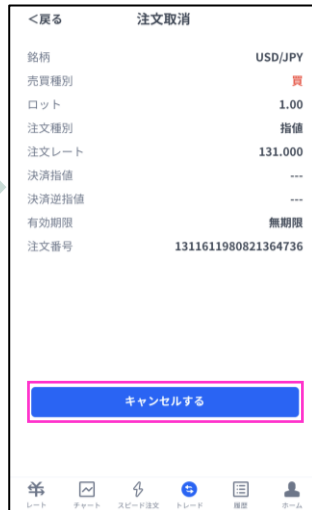 <戻る 注文取消
銘柄 USD/JPY
売買種別 買
ロット 1.00
注文種別 指値
注文レート 131.000
決済指値 ---
決済逆指値 ---
有効期限 無期限
注文番号 1311611980821364736
キャンセルする
レート チャート スピード注文 トレード 履歴 ホーム